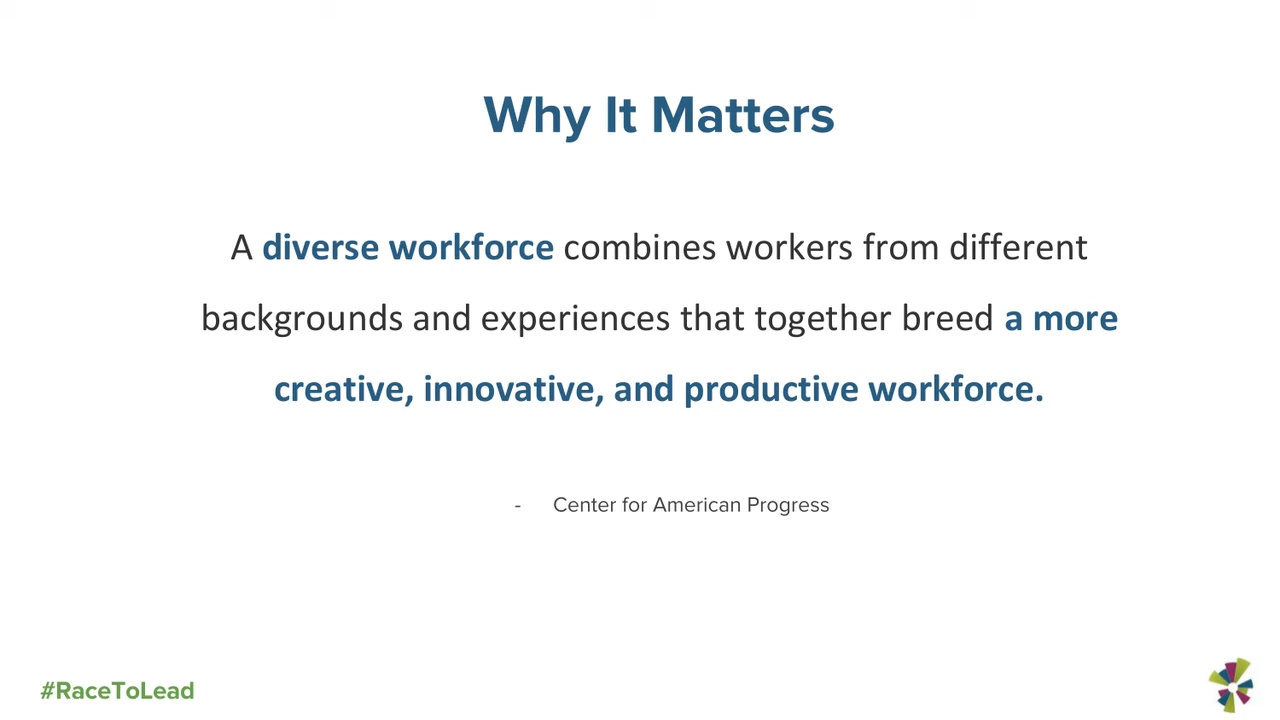 Why It Matters
A diverse workforce combines workers from different
backgrounds and experiences that together breed a more
creative, innovative, and productive workforce.
- Center for American Progress
#RaceToLead